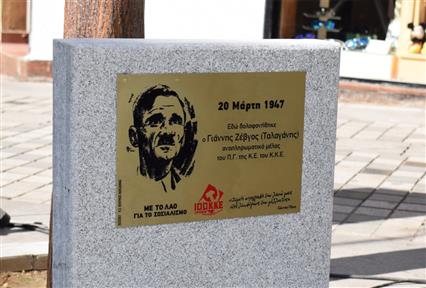 20 Μάρτη 1947
Εδώ δολοφονήθηκε
ο Γιάννης Ζέβγος (Ταλαγάνης)
αναπληρωματικό μέλος
του Π.Γ. της Κ.Ε. του Κ.Κ.Ε.
ΜΕ ΤΟ ΛΑΟ
ΓΙΑ ΤΟ ΣΟΣΙΑΛΙΣΜΟ
100 ΚΚΕ